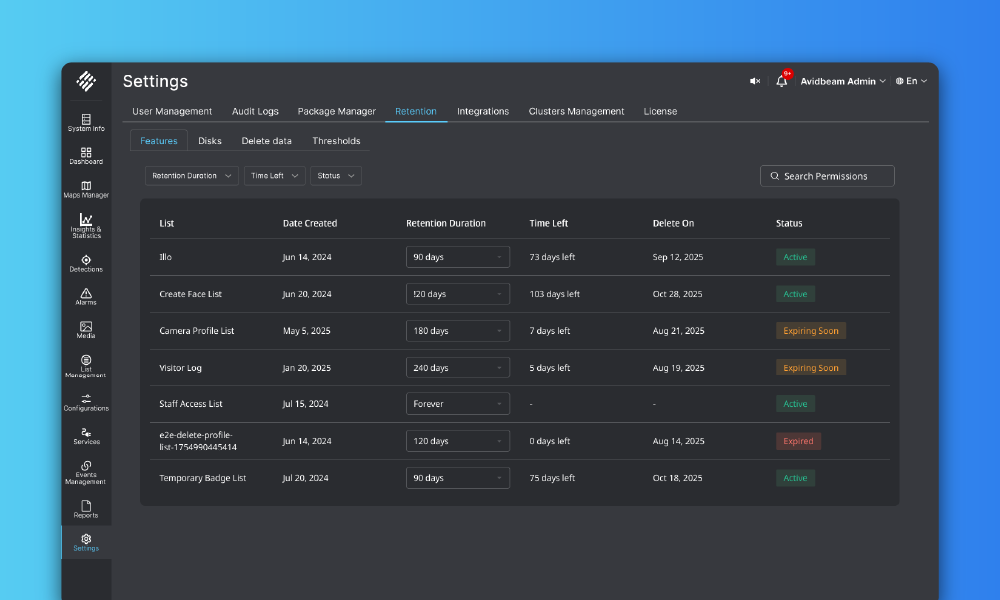 Settings
9+
Avidbeam Admin
En
User Management Audit Logs Package Manager Retention Integrations Clusters Management License
Features Disks Delete data Thresholds
Retention Duration Time Left Status
Search Permissions
System Info
Dashboard
Maps Manager
Insights &
Statistics
Detections
Alarms
Media
List
Management
Configurations
Services
Events
Management
Reports
Settings
List Date Created Retention Duration Time Left Delete On Status
Illo Jun 14, 2024 90 days 73 days left Sep 12, 2025 Active
Create Face List Jun 20, 2024 !20 days 103 days left Oct 28, 2025 Active
Camera Profile List May 5, 2025 180 days 7 days left Aug 21, 2025 Expiring Soon
Visitor Log Jan 20, 2025 240 days 5 days left Aug 19, 2025 Expiring Soon
Staff Access List Jul 15, 2024 Forever - - Active
e2e-delete-profile-
list-1754990445414 Jun 14, 2024 120 days 0 days left Aug 14, 2025 Expired
Temporary Badge List Jul 20, 2024 90 days 75 days left Oct 18, 2025 Active